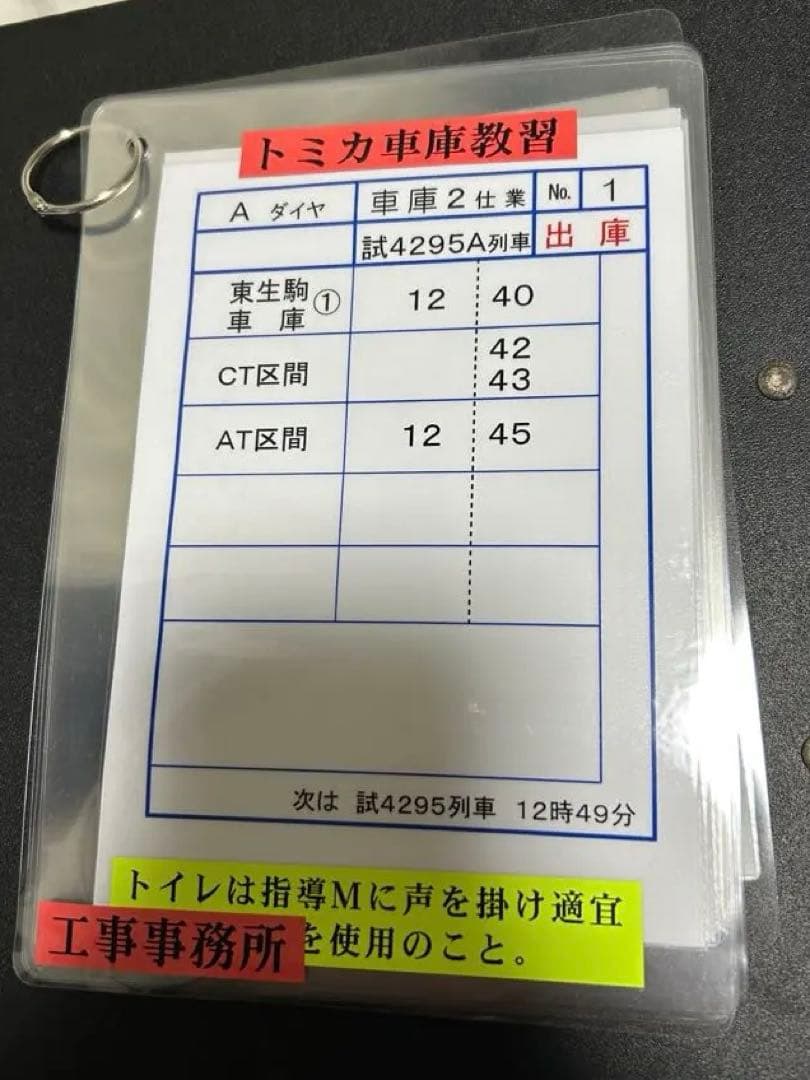 トミカ車庫教習
A ダイヤ 車庫2仕業 No. 1
試4295A列車 出庫
東生駒車庫① 12 40
CT区間 42
43
AT区間 12 45
次は 試4295列車 12時49分
トイレは指導Mに声を掛け適宜
工事事務所を使用のこと。